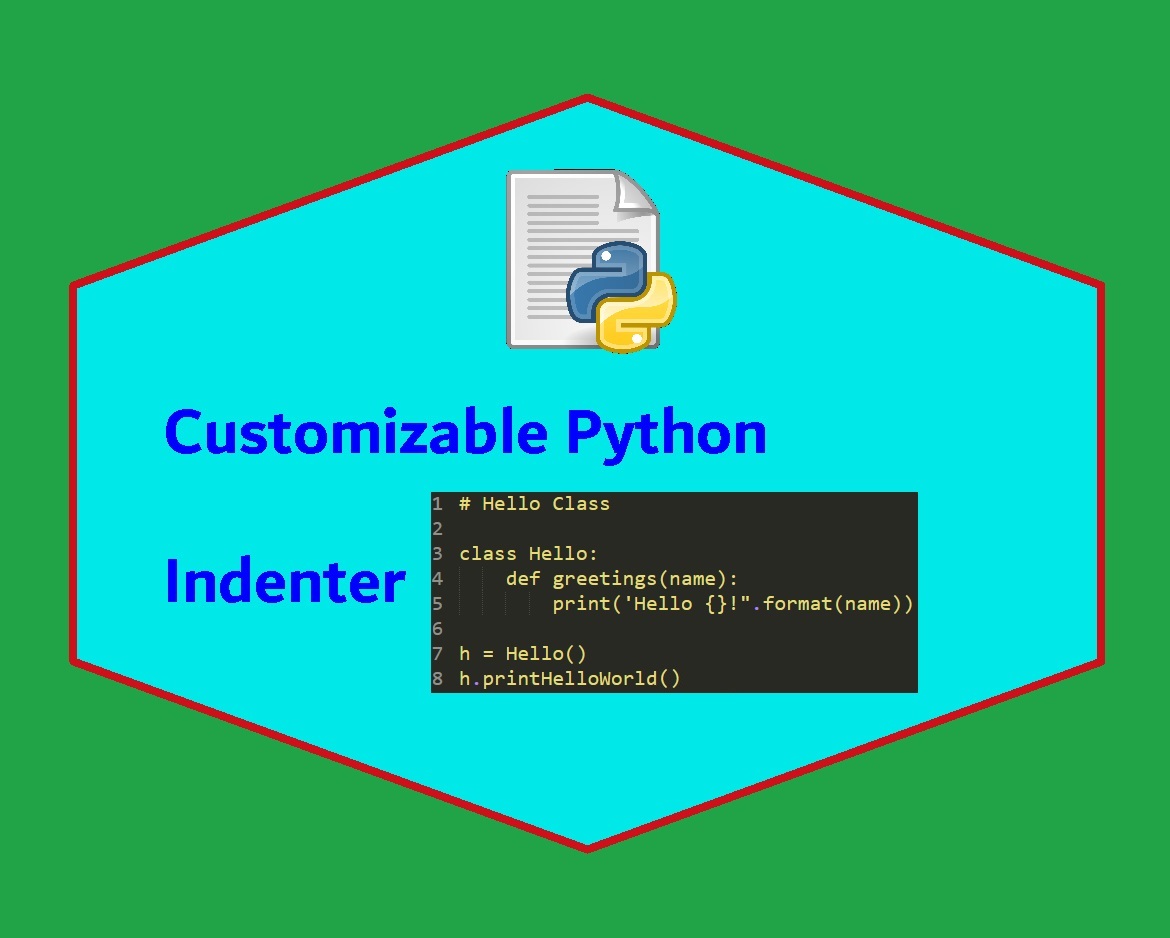 Customizable Python
Indenter
1 # Hello Class
2
3 class Hello:
4     def greetings(name):
5         print('Hello {}!".format(name))
6
7 h = Hello()
8 h.printHelloWorld()